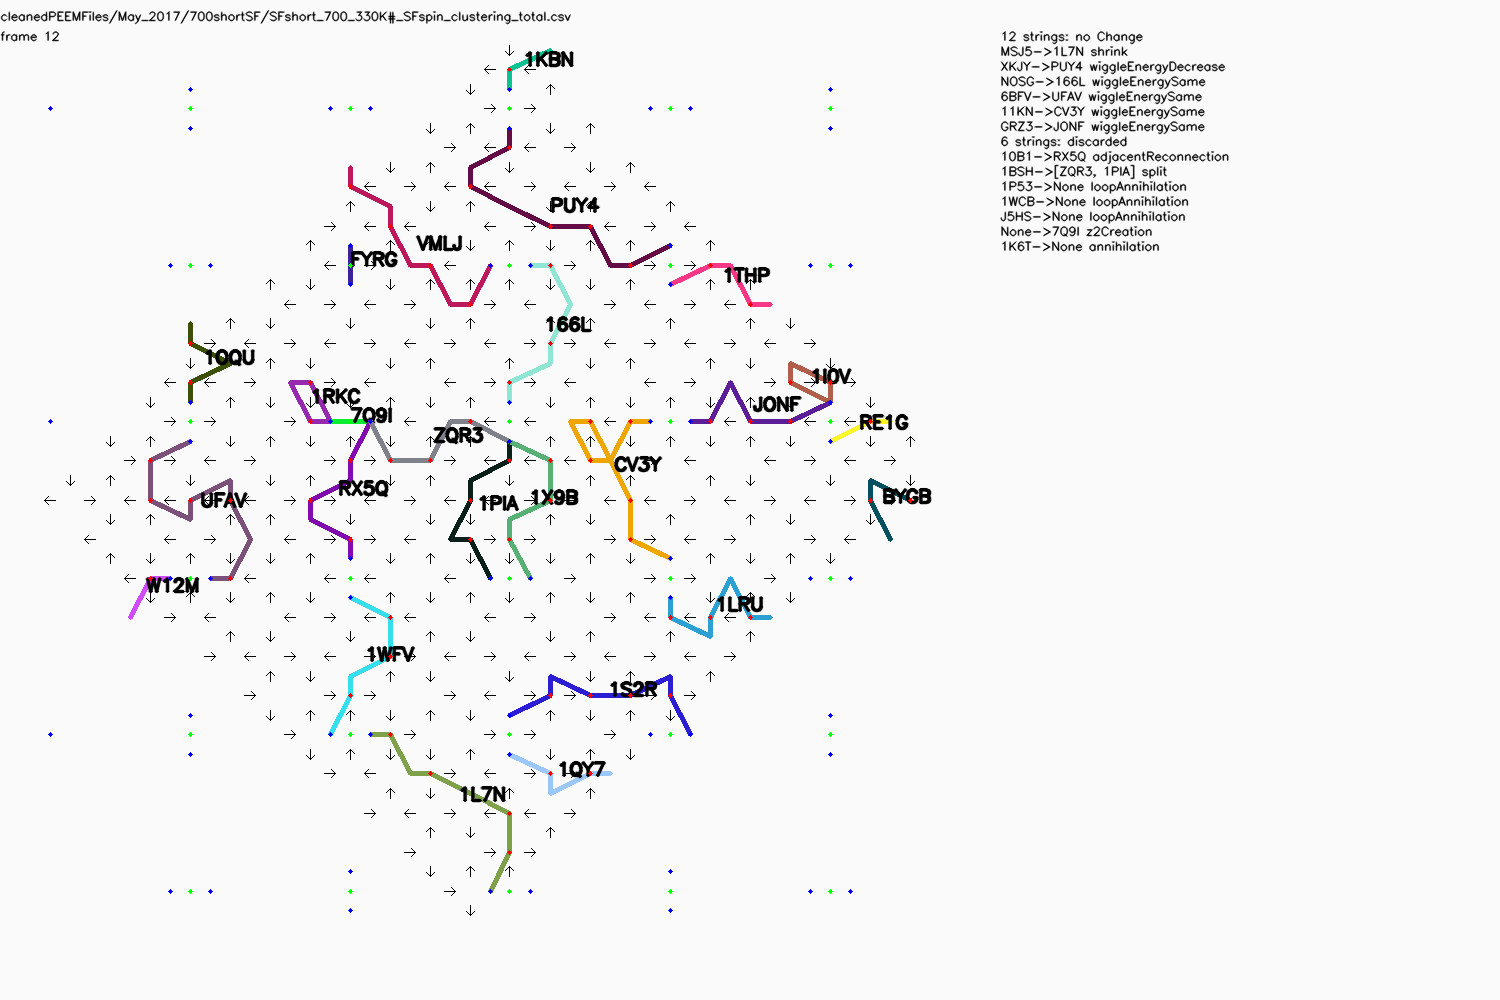 cleanedPEEMFiles/May_2017/700shortSF/SFshort_700_330K#_SFspin_clustering_total.csv
frame 12
12 strings: no Change
MSJ5->1L7N shrink
XKJY->PUY4 wiggleEnergyDecrease
NOSG->166L wiggleEnergySame
6BFV->UFAV wiggleEnergySame
11KN->CV3Y wiggleEnergySame
GRZ3->JONF wiggleEnergySame
6 strings: discarded
10B1->RX5Q adjacentReconnection
1BSH->[ZQR3, 1PIA] split
1P53->None loopAnnihilation
1WCB->None loopAnnihilation
J5HS->None loopAnnihilation
None->7Q9I z2Creation
1K6T->None annihilation
1KBN
PUY4
VMLJ
FYRG
1THP
166L
1OQU
1I0V
1RKC
JONF
7Q9I
RE1G
ZQR3
CV3Y
RX5Q
1X9B
BYGB
UFAV
1PIA
W12M
1LRU
1WFV
1S2R
1QY7
1L7N